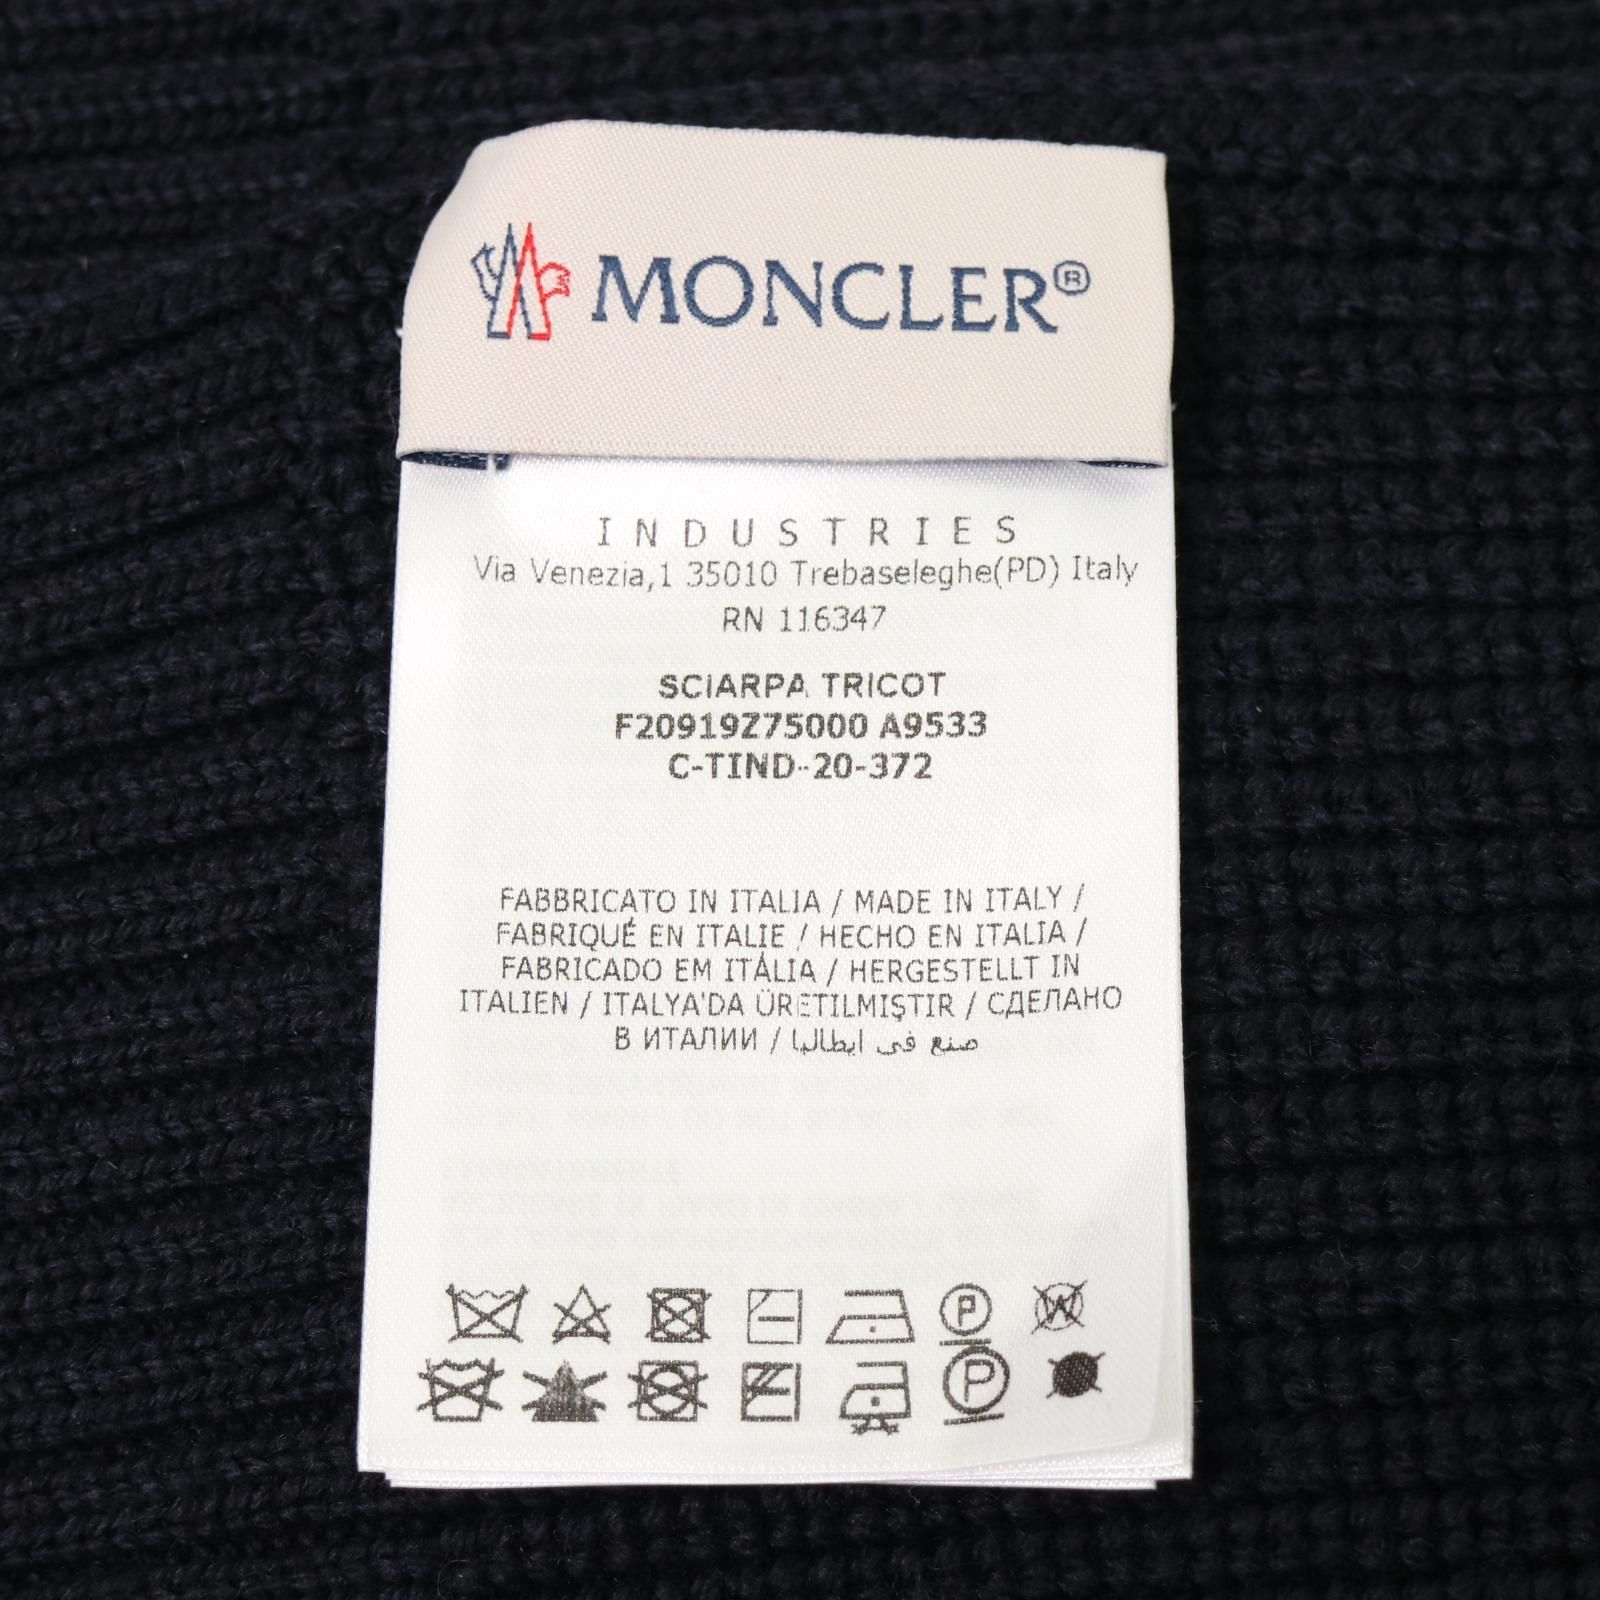 MONCLER®
INDUSTRIES
Via Venezia,1 35010 Trebaseleghe(PD) Italy
RN 116347
SCIARPA TRICOT
F20919Z75000 A9533
C-TIND-20-372
FABBRICATO IN ITALIA / MADE IN ITALY /
FABRIQUÉ EN ITALIE / HECHO EN ITALIA /
FABRICADO EM ITÁLIA / HERGESTELLT IN
ITALIEN / ITALYA'DA ÜRETILMIŞTIR / СДЕЛАНО
В ИТАЛИИ / صنع في ايطاليا
P W
P